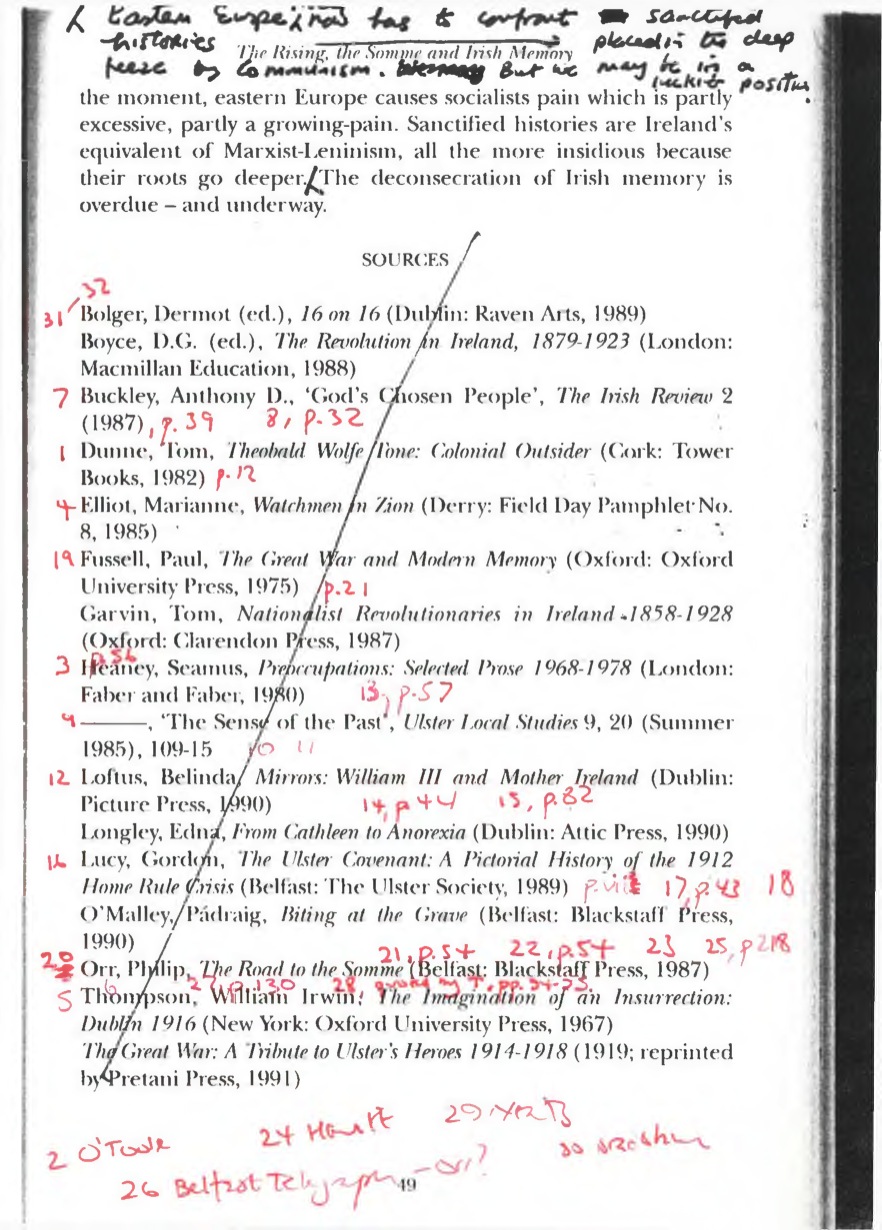 Eastern Europe, now has to confront sanctified
histories placed in the deep
The Rising, the Somme and Irish Memory
freeze by Communism. But we may be in a
luckier position.
the moment, eastern Europe causes socialists pain which is partly
excessive, partly a growing-pain. Sanctified histories are Ireland's
equivalent of Marxist-Leninism, all the more insidious because
their roots go deeper. The deconsecration of Irish memory is
overdue – and underway.
SOURCES
32
31 Bolger, Dermot (ed.), 16 on 16 (Dublin: Raven Arts, 1989)
Boyce, D.G. (ed.), The Revolution in Ireland, 1879-1923 (London:
Macmillan Education, 1988)
7 Buckley, Anthony D., 'God's Chosen People', The Irish Review 2
(1987), p. 39 8, p. 32
1 Dunne, Tom, Theobald Wolfe Tone: Colonial Outsider (Cork: Tower
Books, 1982) p. 12
4 Elliot, Marianne, Watchmen in Zion (Derry: Field Day Pamphlet No.
8, 1985)
19 Fussell, Paul, The Great War and Modern Memory (Oxford: Oxford
University Press, 1975) p. 21
Garvin, Tom, Nationalist Revolutionaries in Ireland 1858-1928
(Oxford: Clarendon Press, 1987)
p. 56
3 Heaney, Seamus, Preoccupations: Selected Prose 1968-1978 (London:
Faber and Faber, 1980) 13, p. 57
9 ———, 'The Sense of the Past', Ulster Local Studies 9, 20 (Summer
1985), 109-15 10 11
12 Loftus, Belinda, Mirrors: William III and Mother Ireland (Dublin:
Picture Press, 1990) 14, p 44 15, p. 82
Longley, Edna, From Cathleen to Anorexia (Dublin: Attic Press, 1990)
16 Lucy, Gordon, The Ulster Covenant: A Pictorial History of the 1912
Home Rule Crisis (Belfast: The Ulster Society, 1989) 17, p. 43 18
O'Malley, Pádraig, Biting at the Grave (Belfast: Blackstaff Press,
1990) 21, p. 54 22, p. 54 23 25, p 218
20 Orr, Philip, The Road to the Somme (Belfast: Blackstaff Press, 1987)
6 27, p. 130 28
5 Thompson, William Irwin, The Imagination of an Insurrection:
Dublin 1916 (New York: Oxford University Press, 1967)
The Great War: A Tribute to Ulster's Heroes 1914-1918 (1919; reprinted
by Pretani Press, 1991)
2 O'Toole 24 Hewitt 29 Yeats 30
26 Belfast Telegraph – Orr?
49